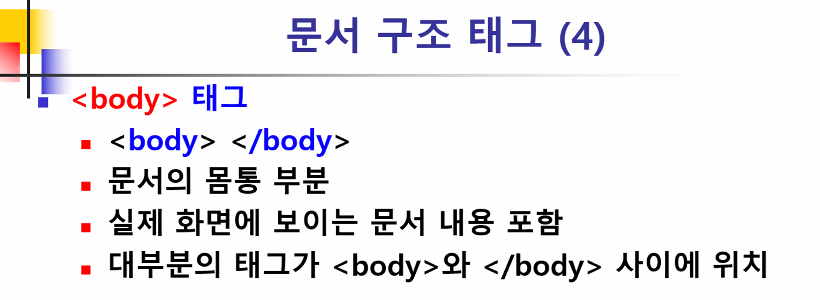 문서 구조 태그 (4)
<body> 태그
<body> </body>
문서의 몸통 부분
실제 화면에 보이는 문서 내용 포함
대부분의 태그가 <body>와 </body> 사이에 위치